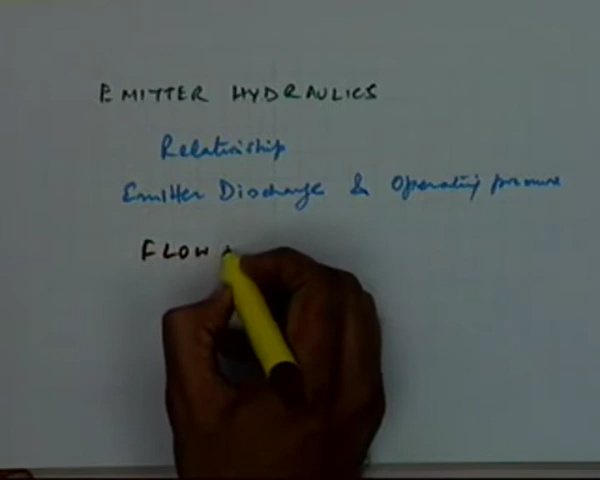 EMITTER HYDRAULICS
Relationship
Emitter Discharge & Operating pressure
FLOW